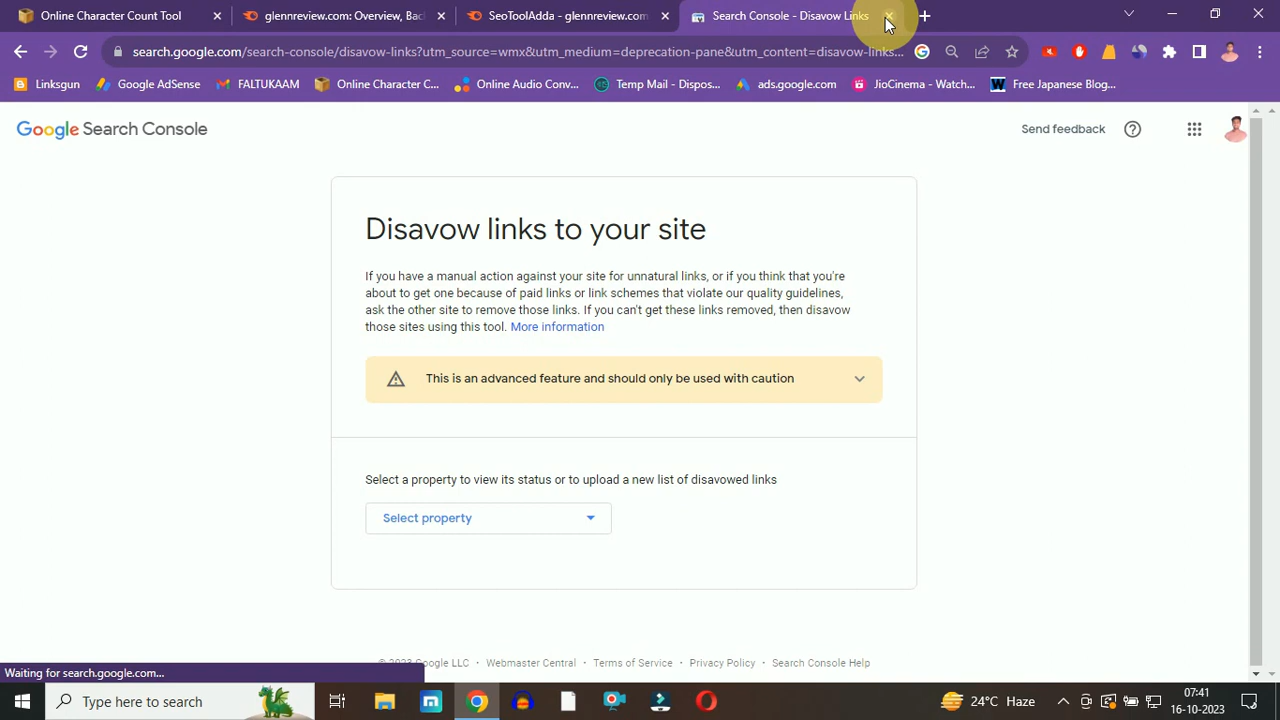 Online Character Count Tool
glennreview.com: Overview, Bac
SeoToolAdda - glennreview.com
Search Console - Disavow Links
search.google.com/search-console/disavow-links?utm_source=wmx&utm_medium=deprecation-pane&utm_content=disavow-links...
Linksgun
Google AdSense
FALTUKAAM
Online Character C...
Online Audio Conv...
Temp Mail - Dispos...
ads.google.com
JioCinema - Watch...
Free Japanese Blog...
Google Search Console
Send feedback
Disavow links to your site
If you have a manual action against your site for unnatural links, or if you think that you're
about to get one because of paid links or link schemes that violate our quality guidelines,
ask the other site to remove those links. If you can't get these links removed, then disavow
those sites using this tool. More information
This is an advanced feature and should only be used with caution
Select a property to view its status or to upload a new list of disavowed links
Select property
Google LLC
Webmaster Central
Terms of Service
Privacy Policy
Search Console Help
Waiting for search.google.com...
Type here to search
24°C Haze
07:41
16-10-2023